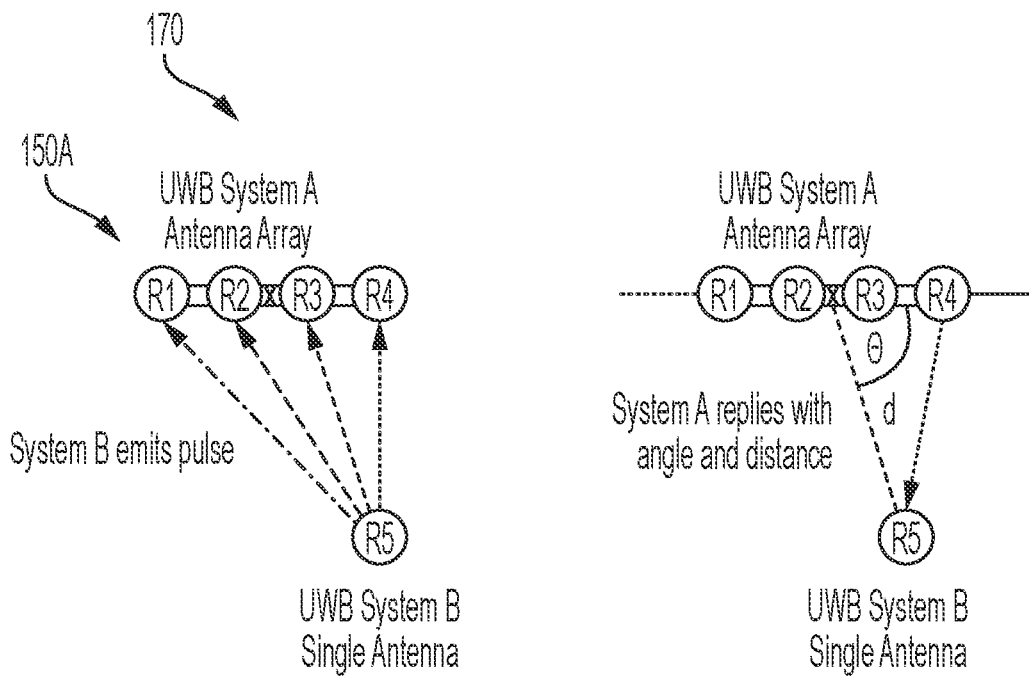 170
150A
UWB System A
Antenna Array
R1 R2 R3 R4
System B emits pulse
R5
UWB System B
Single Antenna
UWB System A
Antenna Array
R1 R2 X R3 R4
Θ
d
System A replies with
angle and distance
R5
UWB System B
Single Antenna